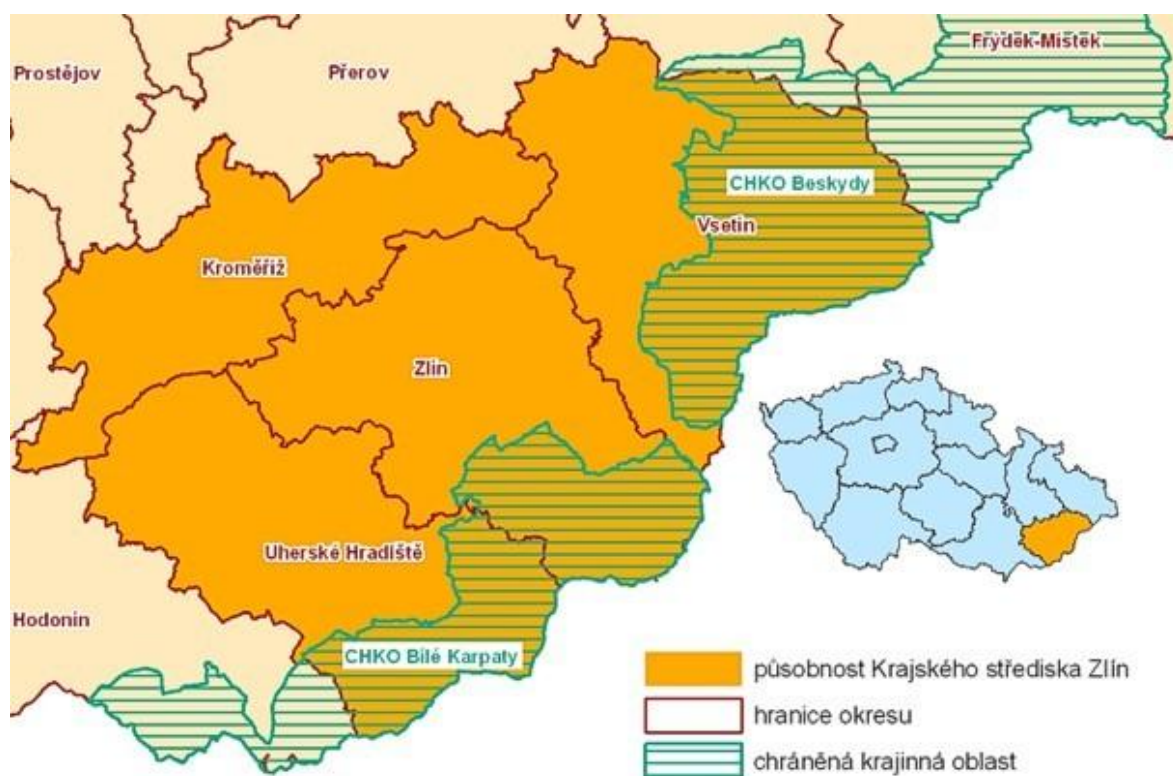 Frýdek-Místek
Prostějov
Přerov
CHKO Beskydy
Vsetín
Kroměříž
Zlín
Uherské Hradiště
Hodonín
CHKO Bílé Karpaty
působnost Krajského střediska Zlín
hranice okresu
chráněná krajinná oblast